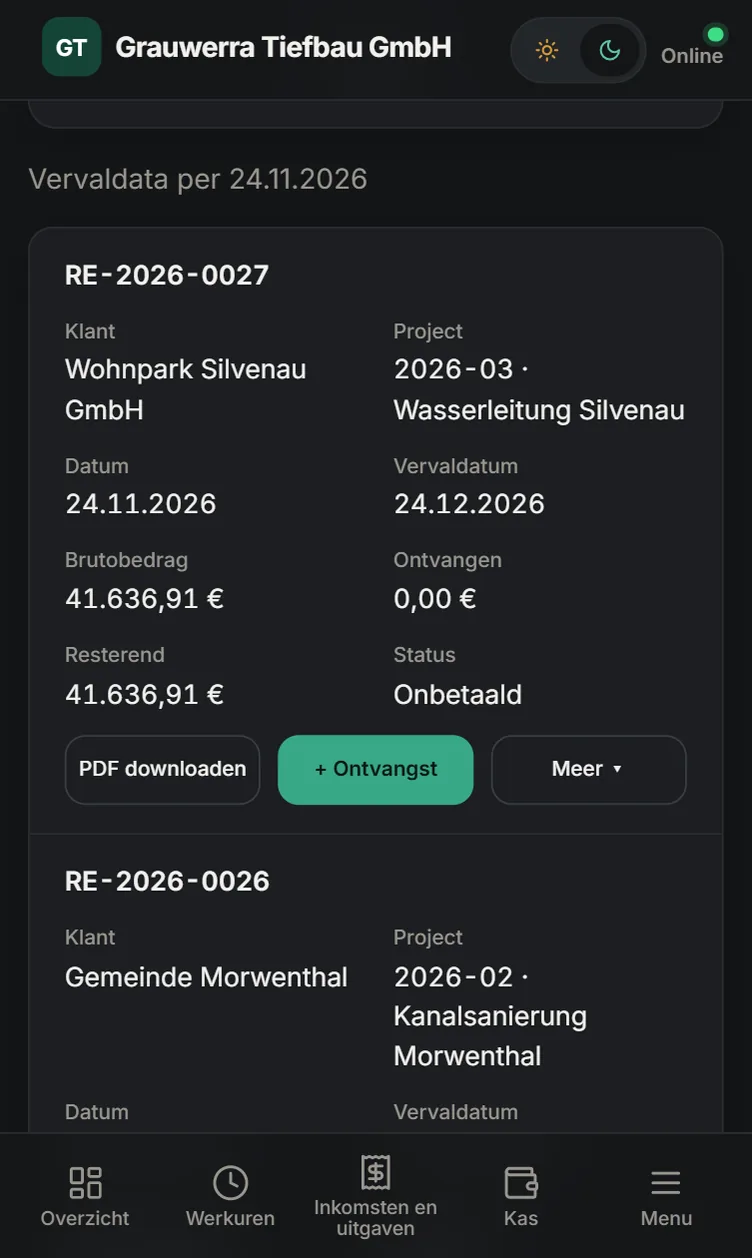 GT
Grauwerra Tiefbau GmbH
Online
Vervaldata per 24.11.2026
RE-2026-0027
Klant
Project
Wohnpark Silvenau
GmbH
2026-03 ·
Wasserleitung Silvenau
Datum
Vervaldatum
24.11.2026
24.12.2026
Brutobedrag
Ontvangen
41.636,91 €
0,00 €
Resterend
Status
41.636,91 €
Onbetaald
PDF downloaden
+ Ontvangst
Meer ▾
RE-2026-0026
Klant
Project
Gemeinde Morwenthal
2026-02 ·
Kanalsanierung
Morwenthal
Datum
Vervaldatum
Overzicht
Werkuren
Inkomsten en
uitgaven
Kas
Menu